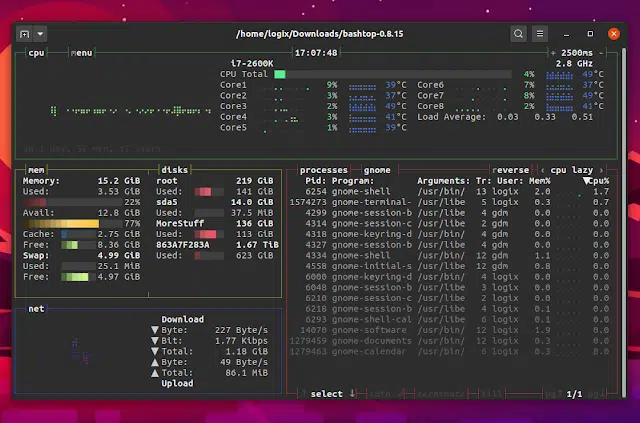 /home/logix/Downloads/bashtop-0.8.15
cpu menu 17:07:48 + 2500ms -
i7-2600K 2.8 GHz
CPU Total 4% 49°C
Core1 9% 39°C Core6 7% 37°C
Core2 3% 37°C Core7 8% 49°C
Core3 2% 49°C Core8 2% 41°C
Core4 3% 41°C Load Average: 0.03 0.33 0.51
Core5 1% 39°C
mem
Memory: 15.2 GiB
Used: 3.53 GiB
22%
Avail: 12.8 GiB
77%
Cache: 2.75 GiB
Free: 8.36 GiB
Swap: 4.99 GiB
Used: 25.1 MiB
Free: 4.97 GiB
disks
root 219 GiB
Used: 141 GiB
sda5 14.0 GiB
Used: 37.5 MiB
MoreStuff 136 GiB
Used: 113 GiB
863A7F283A 1.67 TiB
Used: 623 GiB
net
Download
▼ Byte: 227 Byte/s
▼ Bit: 1.77 Kibps
▼ Total: 1.18 GiB
▲ Byte: 49 Byte/s
▲ Total: 86.1 MiB
Upload
processes gnome reverse ‹ cpu lazy ›
Pid: Program: Arguments: Tr: User: Mem% ▼Cpu%
6254 gnome-shell /usr/bin/ 13 logix 2.0 1.7
1574273 gnome-terminal- /usr/libe 5 logix 0.3 0.7
4299 gnome-session-b /usr/libe 4 gdm 0.0 0.0
4314 gnome-session-c /usr/libe 2 gdm 0.0 0.0
4318 gnome-keyring-d /usr/bin/ 4 gdm 0.0 0.0
4327 gnome-session-b /usr/libe 4 gdm 0.0 0.0
4334 gnome-shell /usr/bin/ 12 gdm 1.1 0.0
4558 gnome-initial-s /usr/libe 12 gdm 0.8 0.0
6000 gnome-keyring-d /usr/bin/ 4 logix 0.0 0.0
6048 gnome-session-b /usr/libe 3 logix 0.0 0.0
6210 gnome-session-c /usr/libe 2 logix 0.0 0.0
6218 gnome-session-b /usr/libe 4 logix 0.1 0.0
6293 gnome-shell-cal /usr/libe 6 logix 0.1 0.0
14070 gnome-software /usr/bin/ 12 logix 1.9 0.0
1279459 gnome-documents /usr/bin/ 12 logix 0.3 0.0
1279463 gnome-calendar /usr/bin/ 6 logix 0.3 0.0
↑ select ↓ info terminate kill pg↑ 1/1 pg↓